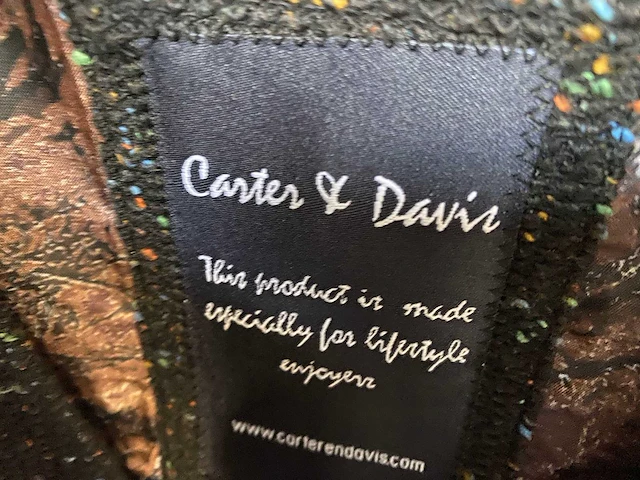 Carter & Davis
This product is made
especially for lifestyle
enjoyers
www.carterendavis.com